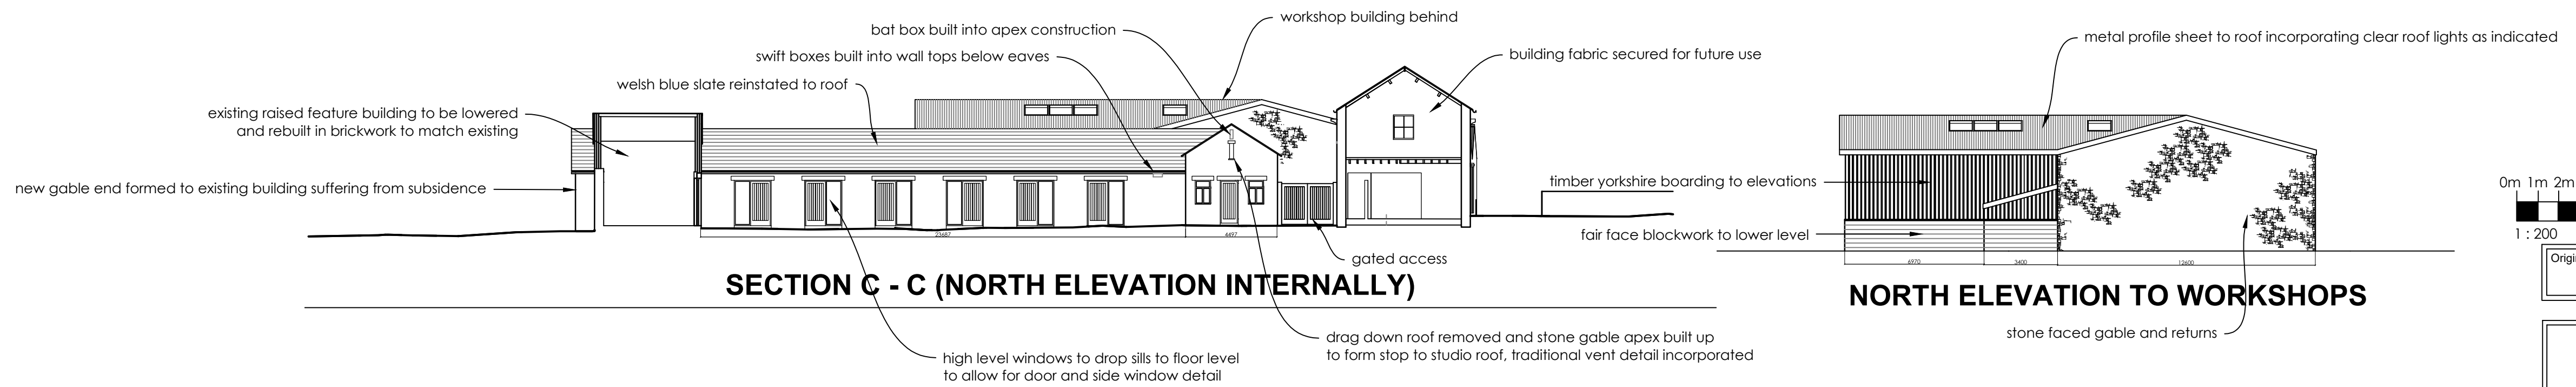 workshop building behind
bat box built into apex construction
metal profile sheet to roof incorporating clear roof lights as indicated
swift boxes built into wall tops below eaves
building fabric secured for future use
welsh blue slate reinstated to roof
existing raised feature building to be lowered
and rebuilt in brickwork to match existing
new gable end formed to existing building suffering from subsidence
timber yorkshire boarding to elevations
0m 1m 2m
fair face blockwork to lower level
1 : 200
23687
4497
gated access
6970
3400
12600
Origi
SECTION C - C (NORTH ELEVATION INTERNALLY)
NORTH ELEVATION TO WORKSHOPS
stone faced gable and returns
drag down roof removed and stone gable apex built up
to form stop to studio roof, traditional vent detail incorporated
high level windows to drop sills to floor level
to allow for door and side window detail